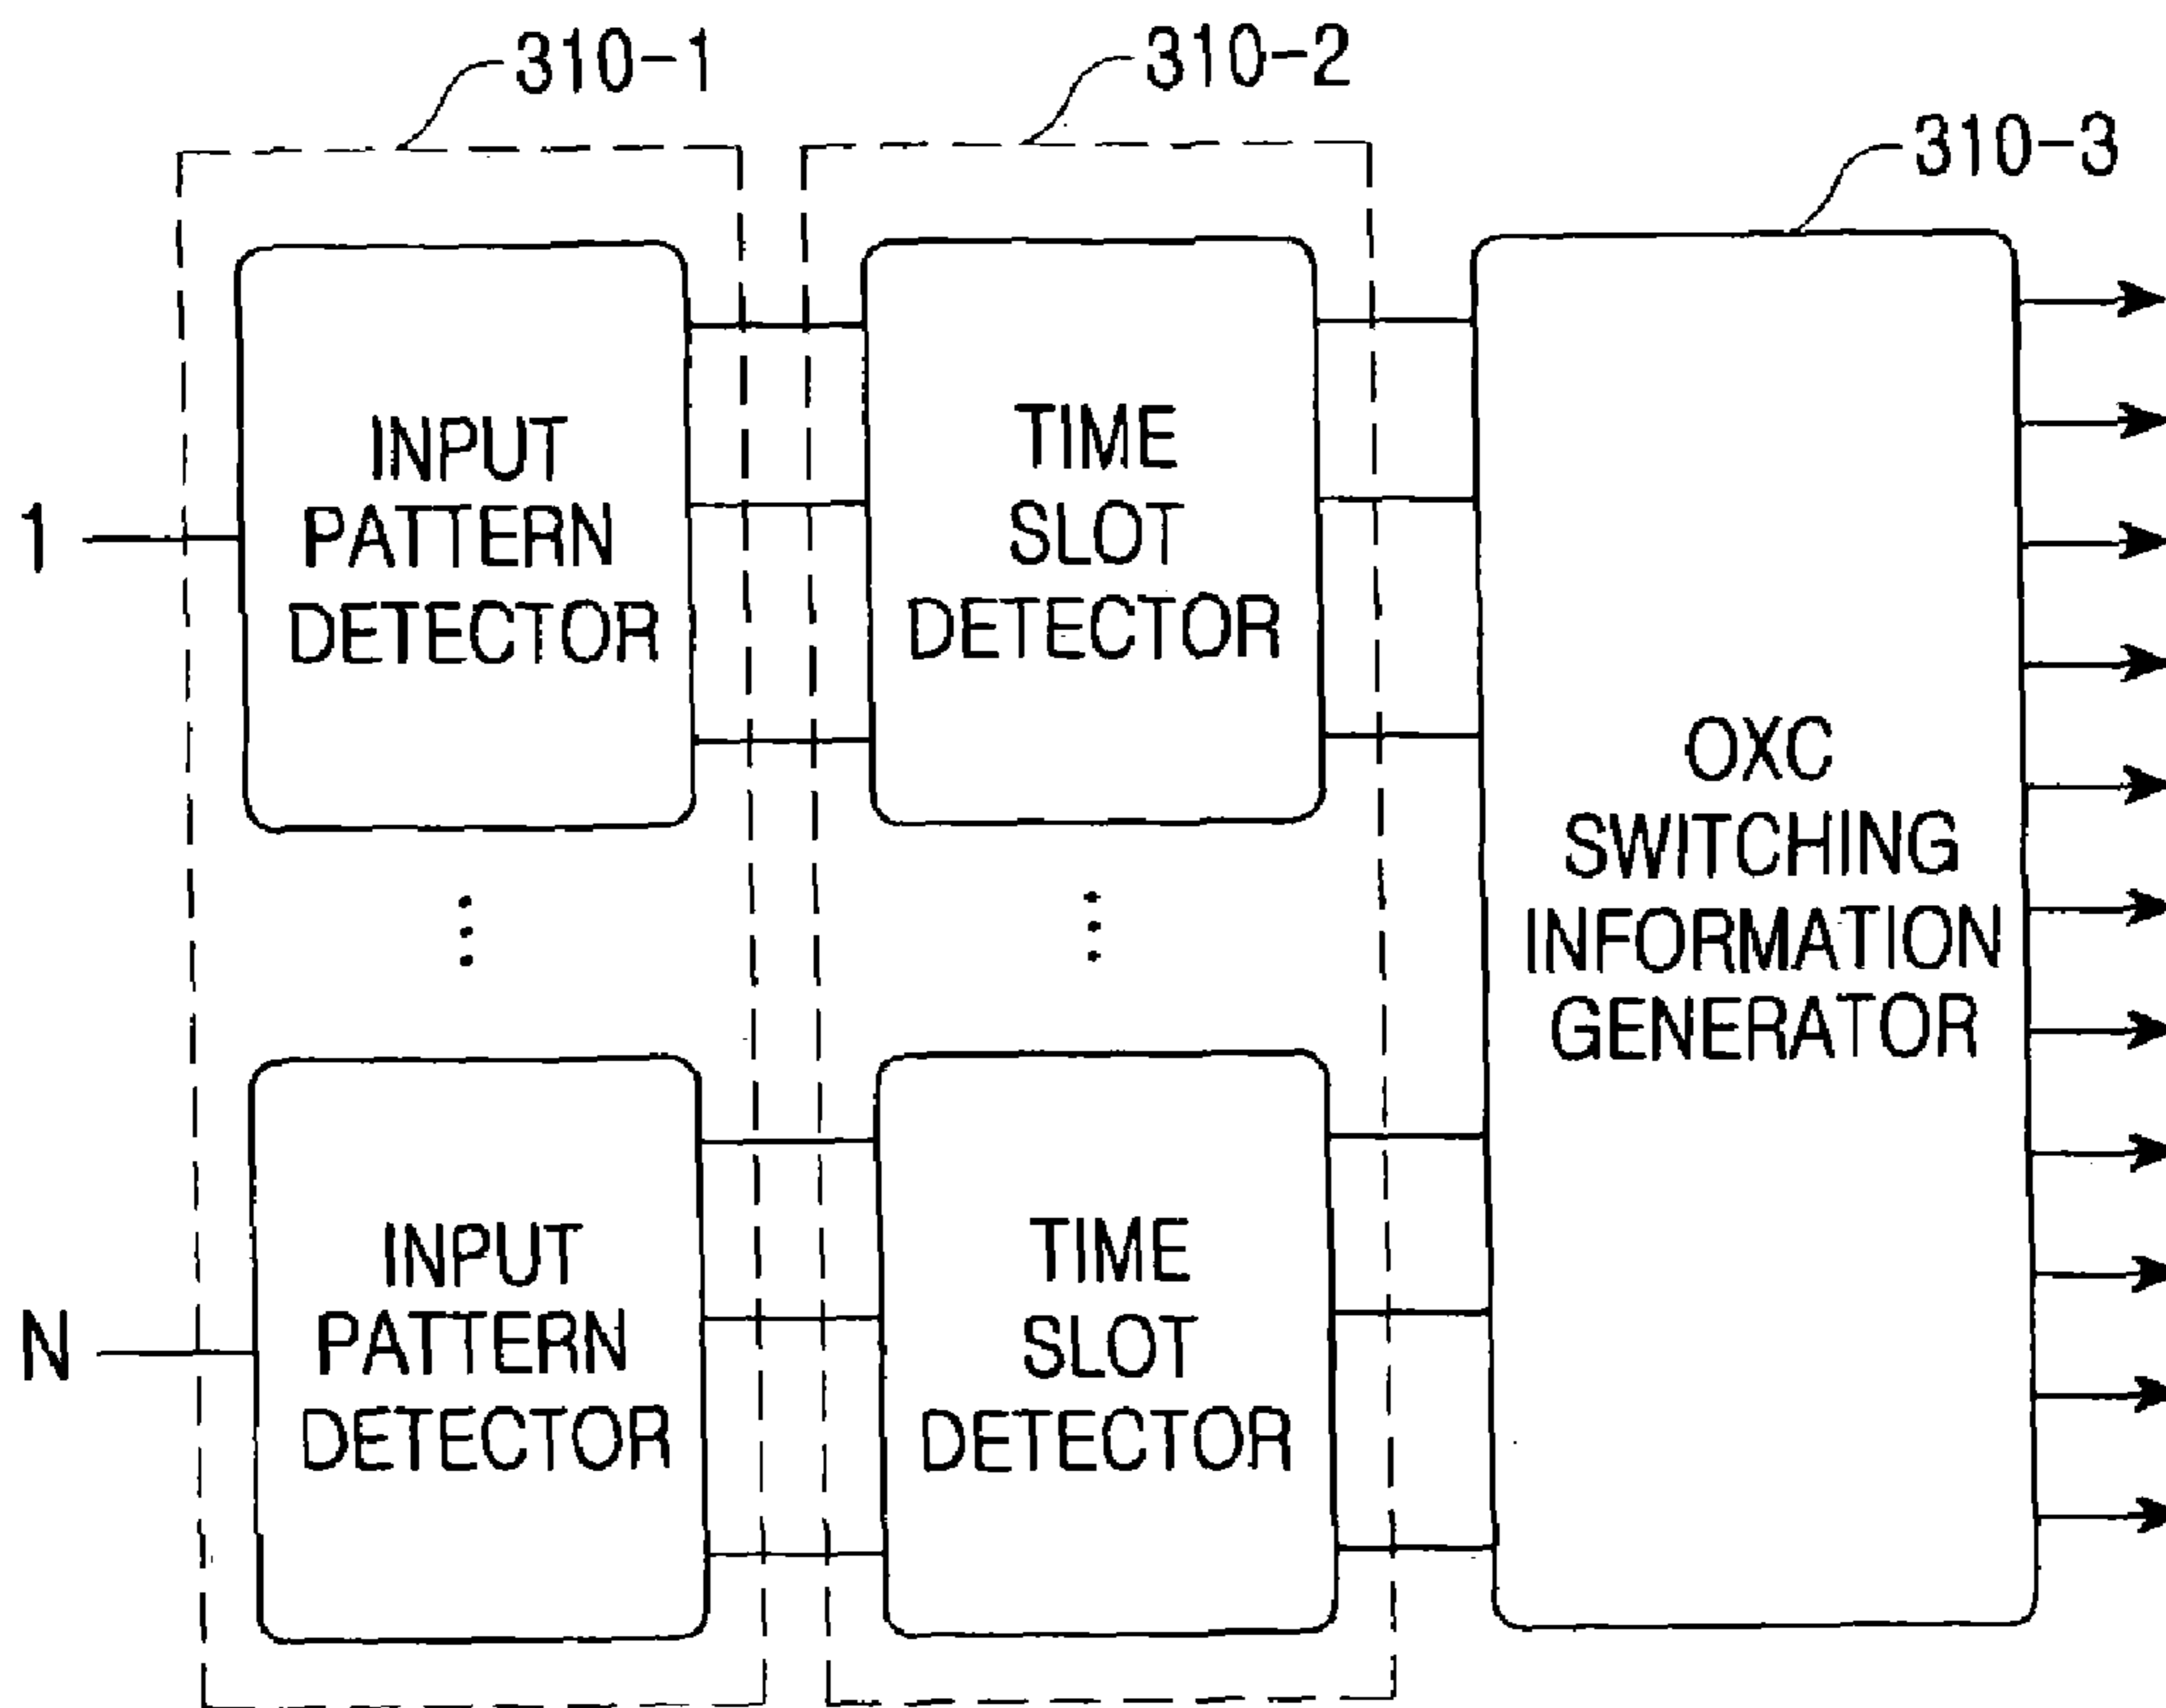 310-1
310-2
310-3
1
INPUT
PATTERN
DETECTOR
TIME
SLOT
DETECTOR
OXC
SWITCHING
INFORMATION
GENERATOR
N
INPUT
PATTERN
DETECTOR
TIME
SLOT
DETECTOR